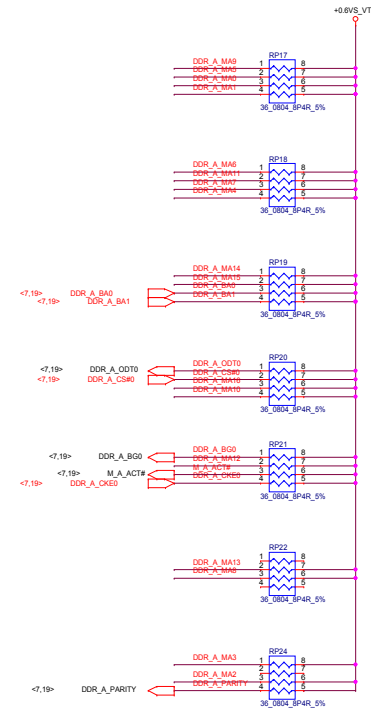 +0.6VS_VT
RP17
DDR_A_MA9 1 8
DDR_A_MA5 2 7
DDR_A_MA0 3 6
DDR_A_MA1 4 5
36_0804_8P4R_5%
RP18
DDR_A_MA6 1 8
DDR_A_MA11 2 7
DDR_A_MA7 3 6
DDR_A_MA4 4 5
36_0804_8P4R_5%
RP19
DDR_A_MA14 1 8
DDR_A_MA15 2 7
<7,19> DDR_A_BA0 DDR_A_BA0 3 6
<7,19> DDR_A_BA1 DDR_A_BA1 4 5
36_0804_8P4R_5%
RP20
<7,19> DDR_A_ODT0 DDR_A_ODT0 1 8
<7,19> DDR_A_CS#0 DDR_A_CS#0 2 7
3 6
4 5
36_0804_8P4R_5%
RP21
<7,19> DDR_A_BG0 DDR_A_BG0 1 8
DDR_A_MA12 2 7
<7,19> M_A_ACT# M_A_ACT# 3 6
<7,19> DDR_A_CKE0 DDR_A_CKE0 4 5
36_0804_8P4R_5%
RP22
1 8
DDR_A_MA13 2 7
DDR_A_MA8 3 6
4 5
36_0804_8P4R_5%
RP24
DDR_A_MA3 1 8
2 7
DDR_A_MA2 3 6
<7,19> DDR_A_PARITY DDR_A_PARITY 4 5
36_0804_8P4R_5%